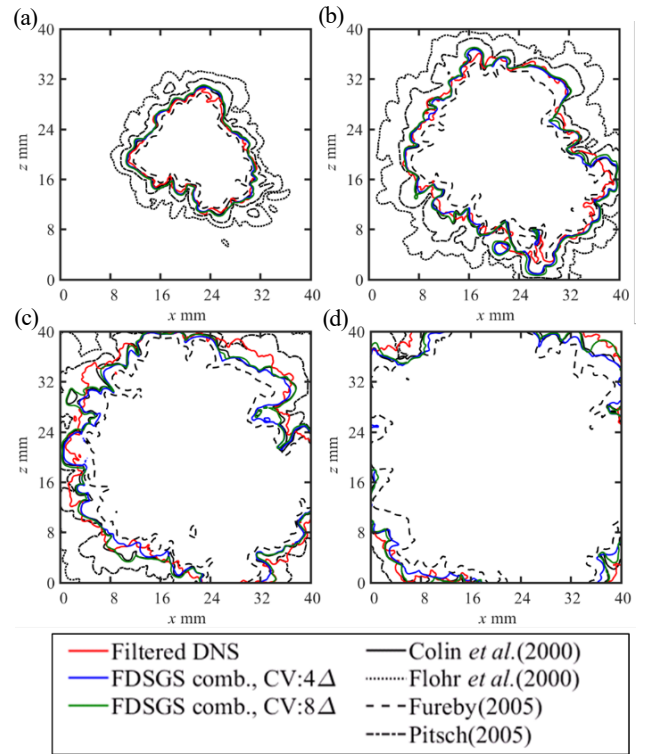 (a)
(b)
z mm
40
32
24
16
8
0
0 8 16 24 32 40
x mm
z mm
40
32
24
16
8
0
0 8 16 24 32 40
x mm
(c)
(d)
z mm
40
32
24
16
8
0
0 8 16 24 32 40
x mm
z mm
40
32
24
16
8
0
0 8 16 24 32 40
x mm
Filtered DNS
FDSGS comb., CV:4Δ
FDSGS comb., CV:8Δ
Colin et al.(2000)
Flohr et al.(2000)
Fureby(2005)
Pitsch(2005)